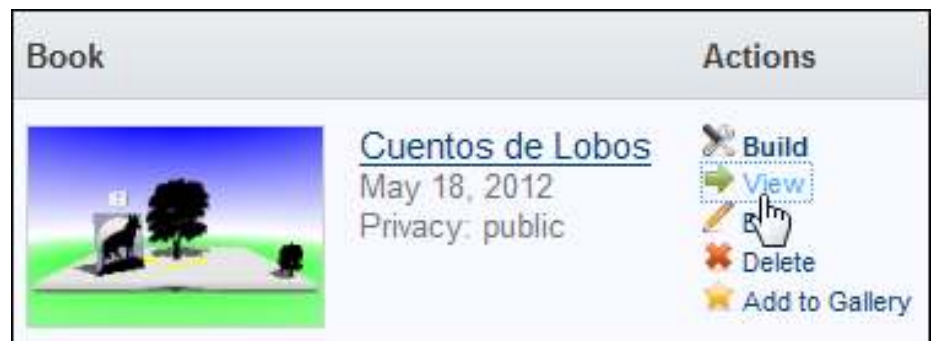 Book
Actions
Cuentos de Lobos
May 18, 2012
Privacy: public
Build
View
Delete
Add to Gallery